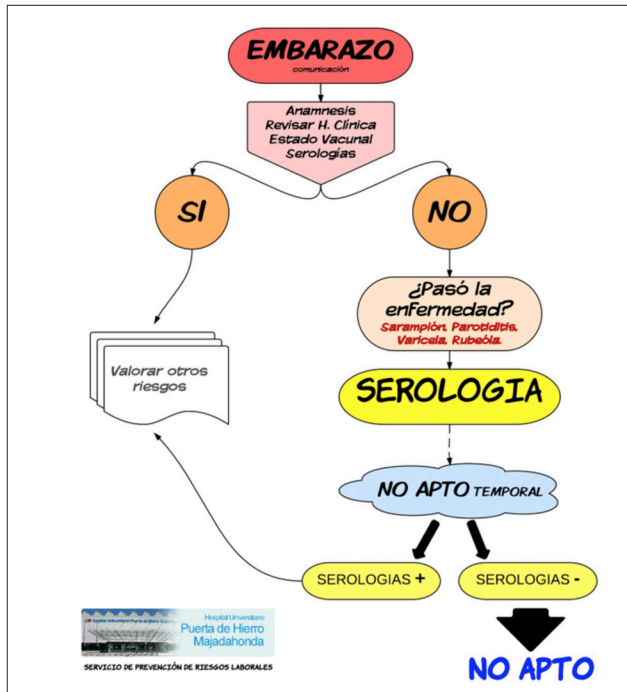 EMBARAZO
comunicación
Anamnesis
Revisar H. Clínica
Estado Vacunal
Serologías
SI
NO
¿Pasó la
enfermedad?
Sarampión, Parotiditis,
Varicela, Rubeóla.
Valorar otros
riesgos
SEROLOGIA
NO APTO TEMPORAL
SEROLOGIAS +
SEROLOGIAS -
Hospital Universitario
Puerta de Hierro
Majadahonda
SERVICIO DE PREVENCIÓN DE RIESGOS LABORALES
NO APTO